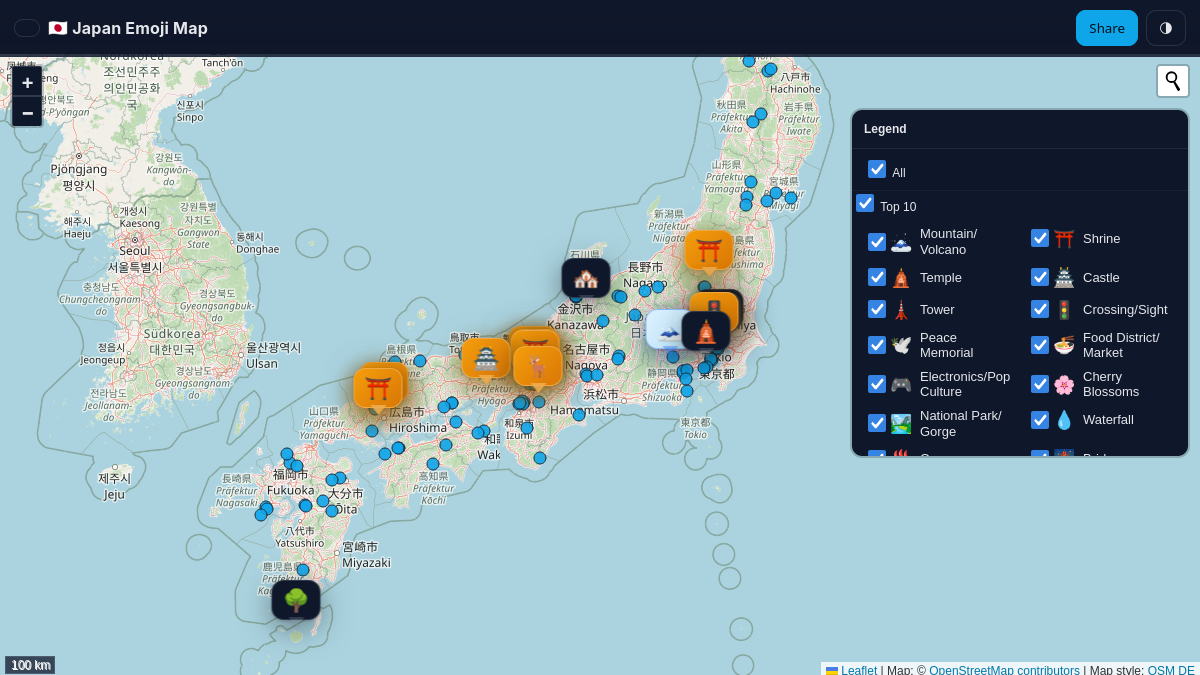 🇯🇵 Japan Emoji Map
Share
+
−
Legend
All
Top 10
Mountain/
Volcano
Shrine
Temple
Castle
Tower
Crossing/Sight
Peace
Memorial
Food District/
Market
Electronics/Pop
Culture
Cherry
Blossoms
National Park/
Gorge
Waterfall
Tanch'ŏn
조선민주주
의인민공화
국
신포시
Sinpo
Pjöngjang
평양시
강원도
Kangwŏn-
do
해주시
Haeju
개성시
Kaesong
Seoul
서울특별시
강원특별
자치도
Gangwon
State
동해시
Donghae
충청남도
Chungcheongnam-
do
경상북도
Gyeongsangbuk-
do
Südkorea
대한민국
전주시
Jeongeup
정읍시
울산광역시
Ulsan
경상남도
Gyeongsangnam-
do
전라남도
Jeollanam-
do
제주시
Jeju
八戸市
Hachinohe
秋田県
Präfektur
Akita
岩手県
Präfektur
Iwate
山形県
Präfektur
Yamagata
宮城県
新潟県
Präfektur
Niigata
石川県
長野市
金沢市
Kanazawa
名古屋市
Nagoya
静岡県
Präfektur
Shizuoka
東京都
浜松市
Hamamatsu
東京都
Tokio
島根県
鳥取県
Hyōgo
山口県
Präfektur
Yamaguchi
広島市
Hiroshima
Izumi
高知県
Präfektur
Kōchi
福岡市
Fukuoka
長崎県
Präfektur
Nagasaki
大分市
Ōita
八代市
Yatsushiro
宮崎市
Miyazaki
鹿児島県
100 km
Leaflet | Map: © OpenStreetMap contributors | Map style: OSM DE